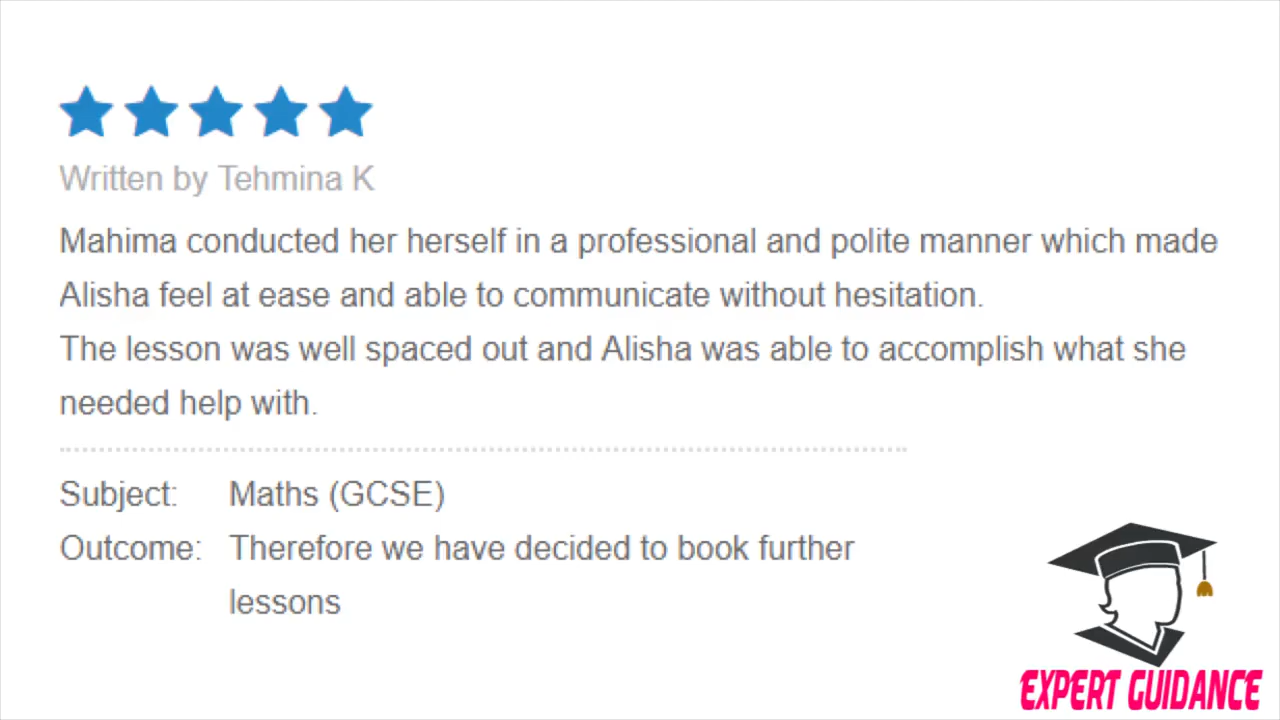 Written by Tehmina K
Mahima conducted her herself in a professional and polite manner which made
Alisha feel at ease and able to communicate without hesitation.
The lesson was well spaced out and Alisha was able to accomplish what she
needed help with.
Subject: Maths (GCSE)
Outcome: Therefore we have decided to book further
lessons
EXPERT GUIDANCE